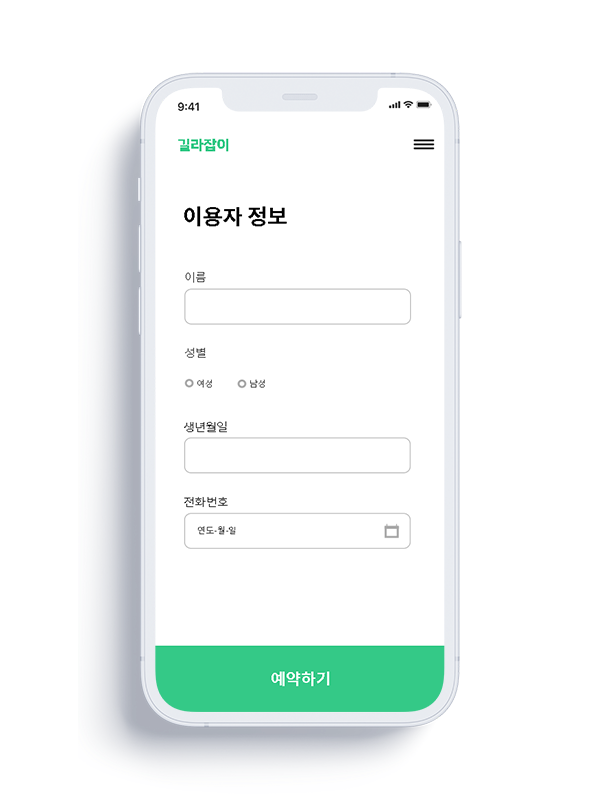 9:41
길라잡이
이용자 정보
이름
성별
여성 남성
생년월일
전화번호
연도-월-일
예약하기